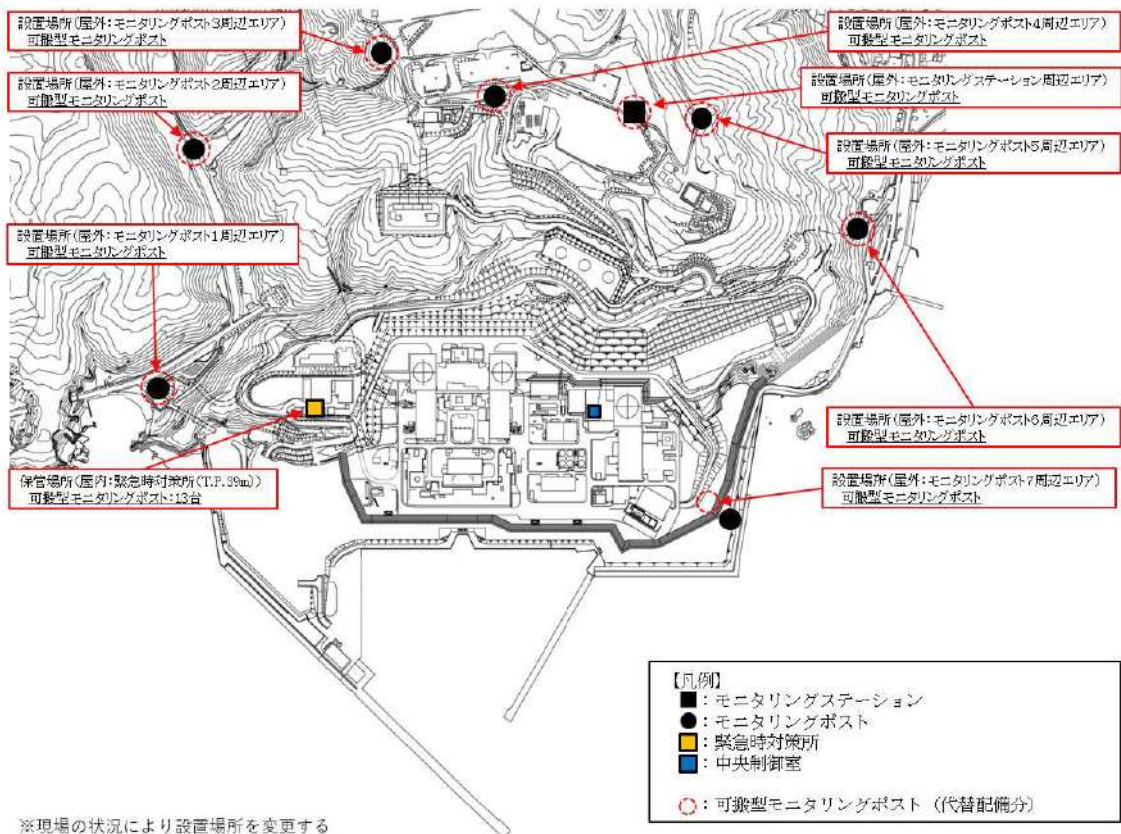 設置場所(屋外:モニタリングポスト3周辺エリア)
可搬型モニタリングポスト
設置場所(屋外:モニタリングポスト2周辺エリア)
可搬型モニタリングポスト
設置場所(屋外:モニタリングポスト1周辺エリア)
可搬型モニタリングポスト
保管場所(屋内:緊急時対策所(T.P.39m))
可搬型モニタリングポスト:13台
設置場所(屋外:モニタリングポスト4周辺エリア)
可搬型モニタリングポスト
設置場所(屋外:モニタリングステーション周辺エリア)
可搬型モニタリングポスト
設置場所(屋外:モニタリングポスト5周辺エリア)
可搬型モニタリングポスト
設置場所(屋外:モニタリングポスト6周辺エリア)
可搬型モニタリングポスト
設置場所(屋外:モニタリングポスト7周辺エリア)
可搬型モニタリングポスト
【凡例】
■:モニタリングステーション
●:モニタリングポスト
:緊急時対策所
:中央制御室
:可搬型モニタリングポスト(代替配備分)
※現場の状況により設置場所を変更する